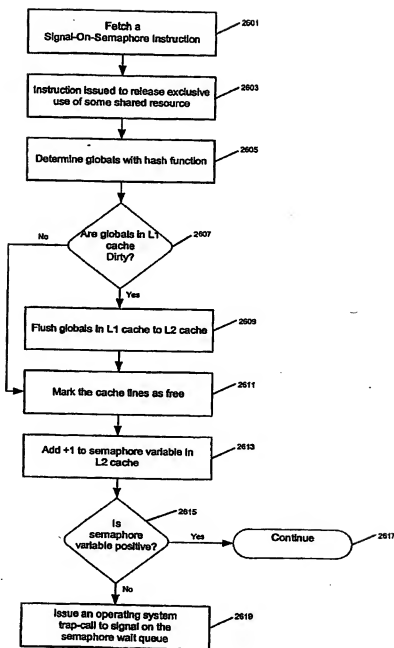 Fetch a
Signal-On-Semaphore Instruction
2601
Instruction issued to release exclusive
use of some shared resource
2603
Determine globals with hash function
2605
Are globals in L1
cache
Dirty?
2607
No
Yes
Flush globals in L1 cache to L2 cache
2609
Mark the cache lines as free
2611
Add +1 to semaphore variable in
L2 cache
2613
Is
semaphore
variable positive?
2615
Yes
Continue
2617
No
Issue an operating system
trap-call to signal on the
semaphore wait queue
2619